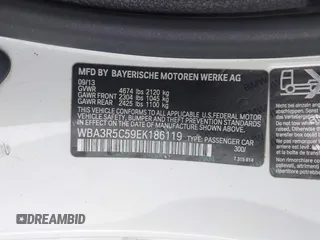 MFD BY BAYERISCHE MOTOREN WERKE AG
09/13
GVWR 4674 lbs 2120 kg
GAWR FRONT 2304 lbs 1045 kg
GAWR REAR 2425 lbs 1100 kg
THIS VEHICLE CONFORMS TO ALL APPLICABLE FEDERAL MOTOR VEHICLE
SAFETY, BUMPER, AND THEFT PREVENTION STANDARDS
IN EFFECT ON THE DATE OF MANUFACTURE SHOWN ABOVE.
WBA3R5C59EK186119
TYPE: PASSENGER CAR
300/
DREAMBID
DREAMBID